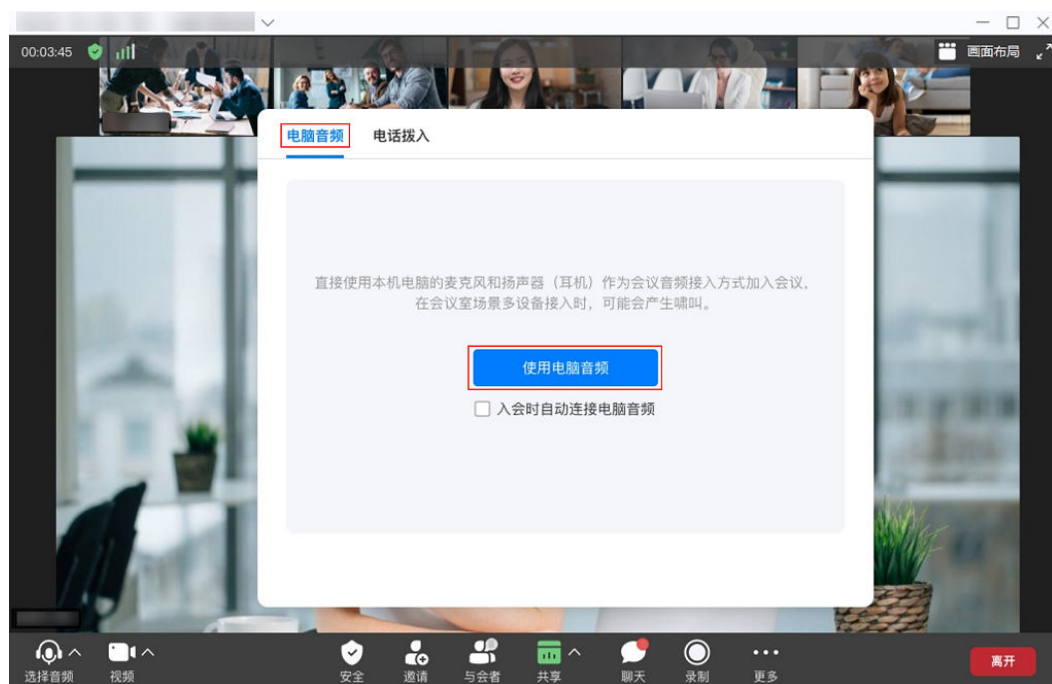 00:03:45
画面布局
电脑音频
电话拨入
直接使用本机电脑的麦克风和扬声器（耳机）作为会议音频接入方式加入会议，
在会议室场景多设备接入时，可能会产生啸叫。
使用电脑音频
入会时自动连接电脑音频
选择音频
视频
安全
邀请
与会者
共享
聊天
录制
更多
离开